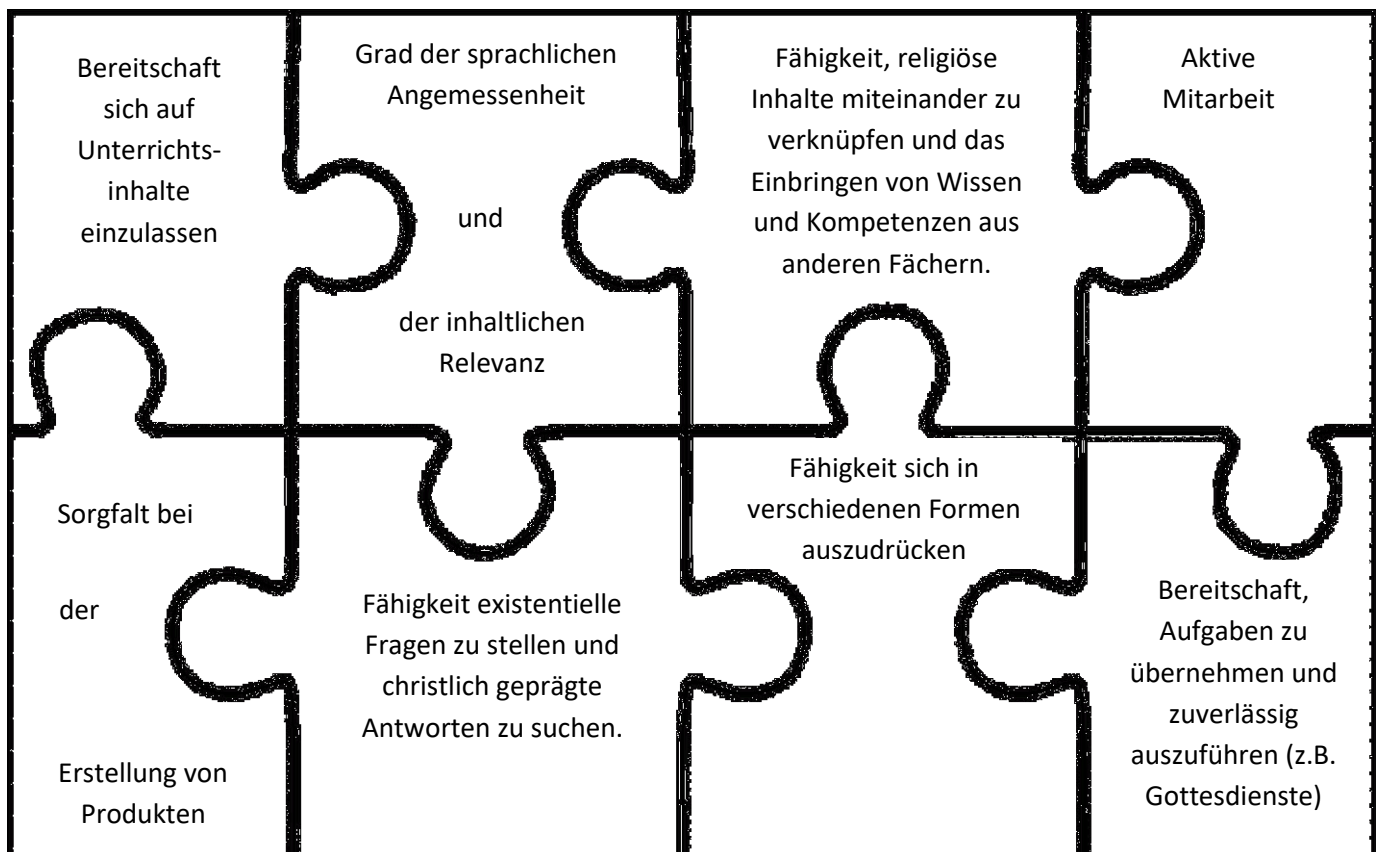 Bereitschaft
sich auf
Unterrichts-
inhalte
einzulassen
Grad der sprachlichen
Angemessenheit
und
der inhaltlichen
Relevanz
Fähigkeit, religiöse
Inhalte miteinander zu
verknüpfen und das
Einbringen von Wissen
und Kompetenzen aus
anderen Fächern.
Aktive
Mitarbeit
Sorgfalt bei
der
Erstellung von
Produkten
Fähigkeit existentielle
Fragen zu stellen und
christlich geprägte
Antworten zu suchen.
Fähigkeit sich in
verschiedenen Formen
auszudrücken
Bereitschaft,
Aufgaben zu
übernehmen und
zuverlässig
auszuführen (z.B.
Gottesdienste)